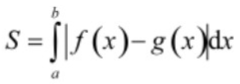 S = ∫_a^b |f(x) − g(x)|dx